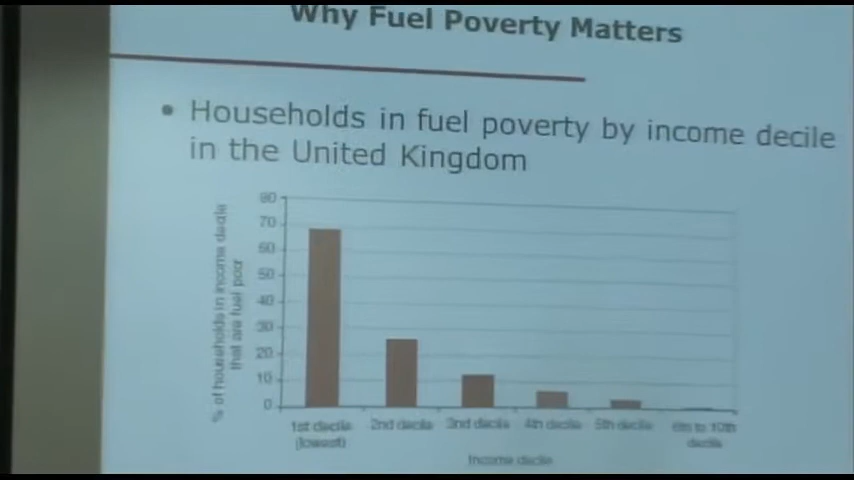 Why Fuel Poverty Matters
• Households in fuel poverty by income decile
in the United Kingdom
% of households in income decile
that are fuel poor
80
70
60
50
40
30
20
10
0
1st decile
(lowest)
2nd decile
3rd decile
4th decile
5th decile
6th to 10th
decile
Income decile